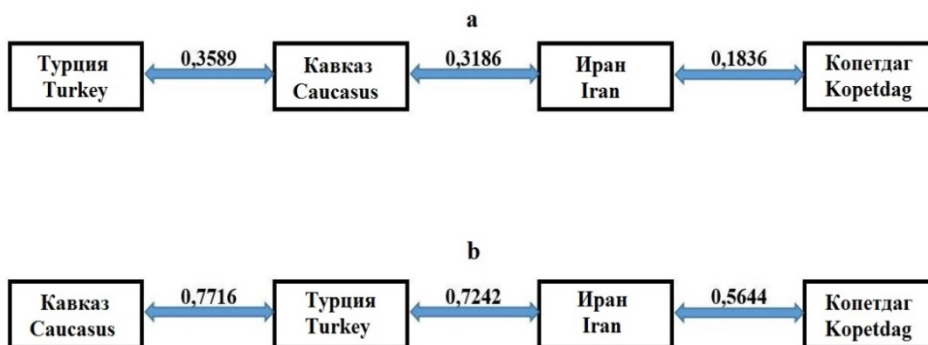 a
0,3589 0,3186 0,1836
Турция Кавказ Иран Копетдаг
Turkey Caucasus Iran Kopetdag
b
0,7716 0,7242 0,5644
Кавказ Турция Иран Копетдаг
Caucasus Turkey Iran Kopetdag